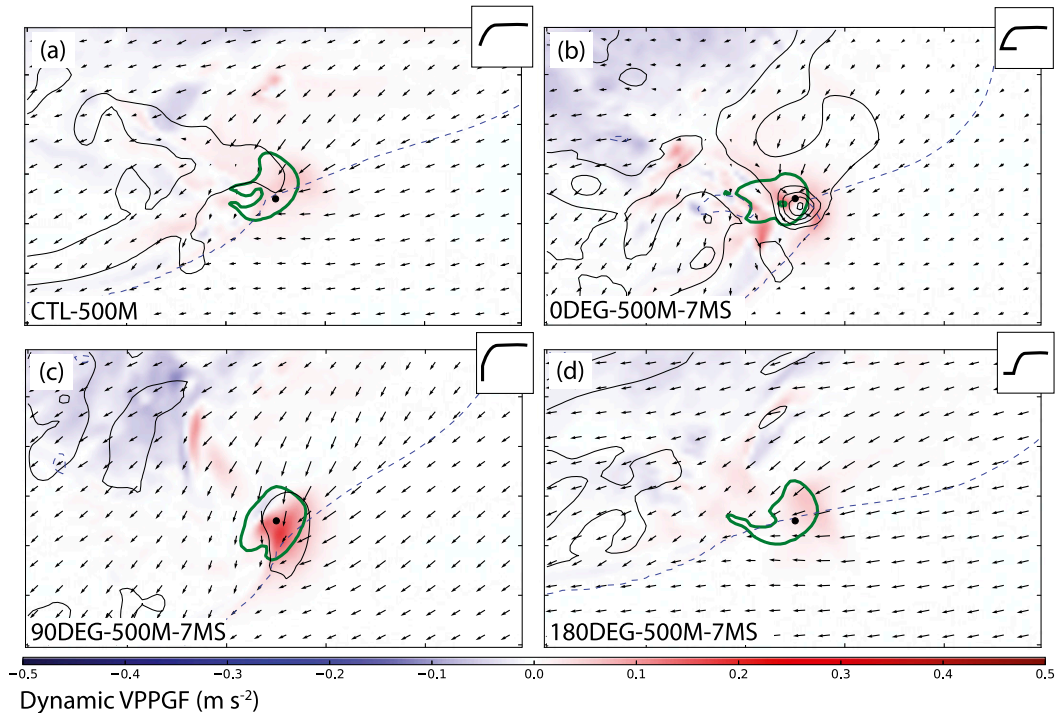 (a)
(b)
CTL-500M
0DEG-500M-7MS
(c)
(d)
90DEG-500M-7MS
180DEG-500M-7MS
−0.5 −0.4 −0.3 −0.2 −0.1 0.0 0.1 0.2 0.3 0.4 0.5
Dynamic VPPGF (m s⁻²)